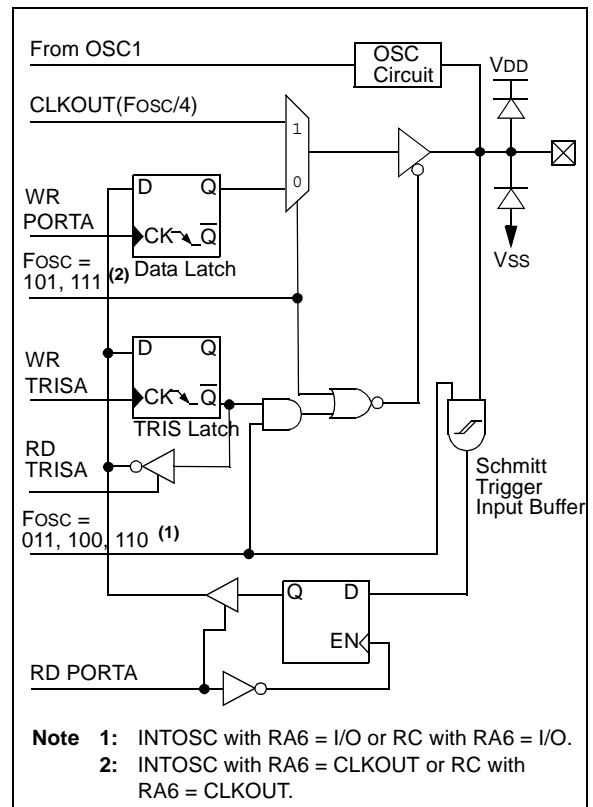 From OSC1
OSC
Circuit
VDD
CLKOUT(FOSC/4)
1
0
D Q
WR
PORTA
CK Q
FOSC =
101, 111 (2)
Data Latch
VSS
D Q
WR
TRISA
CK Q
TRIS Latch
RD
TRISA
Schmitt
Trigger
Input Buffer
FOSC =
011, 100, 110 (1)
Q D
EN
RD PORTA
Note 1: INTOSC with RA6 = I/O or RC with RA6 = I/O.
2: INTOSC with RA6 = CLKOUT or RC with
RA6 = CLKOUT.